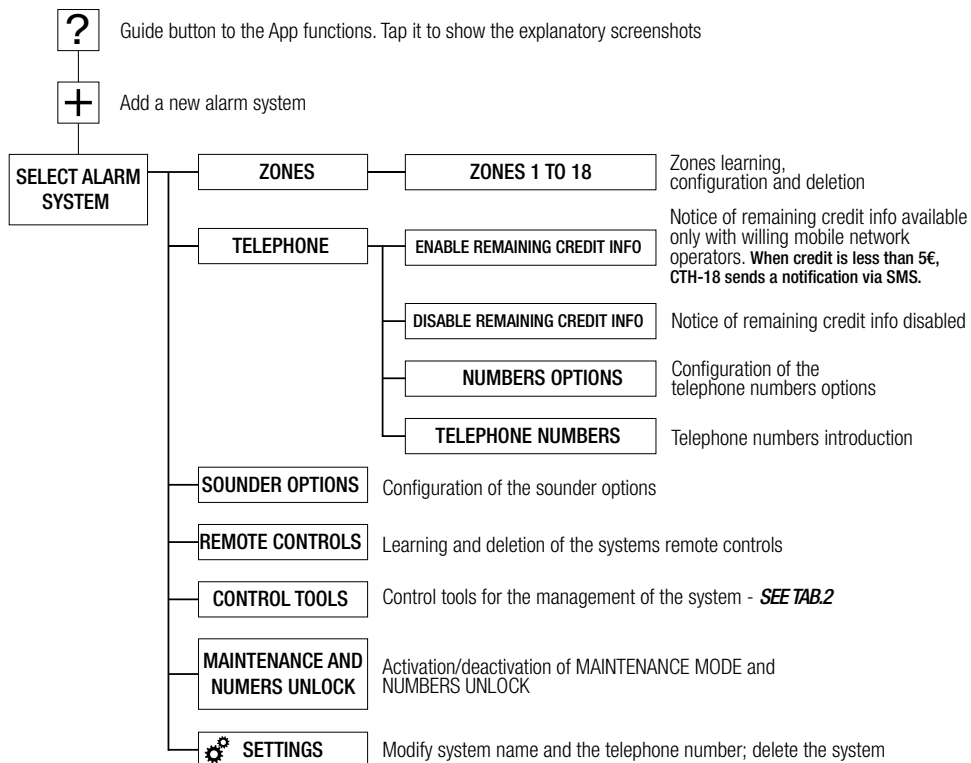 ?
Guide button to the App functions. Tap it to show the explanatory screenshots
+
Add a new alarm system
SELECT ALARM
SYSTEM
ZONES
ZONES 1 TO 18
Zones learning,
configuration and deletion
TELEPHONE
ENABLE REMAINING CREDIT INFO
Notice of remaining credit info available
only with willing mobile network
operators. When credit is less than 5€,
CTH-18 sends a notification via SMS.
DISABLE REMAINING CREDIT INFO
Notice of remaining credit info disabled
NUMBERS OPTIONS
Configuration of the
telephone numbers options
TELEPHONE NUMBERS
Telephone numbers introduction
SOUNDER OPTIONS
Configuration of the sounder options
REMOTE CONTROLS
Learning and deletion of the systems remote controls
CONTROL TOOLS
Control tools for the management of the system - SEE TAB.2
MAINTENANCE AND
NUMERS UNLOCK
Activation/deactivation of MAINTENANCE MODE and
NUMBERS UNLOCK
SETTINGS
Modify system name and the telephone number; delete the system